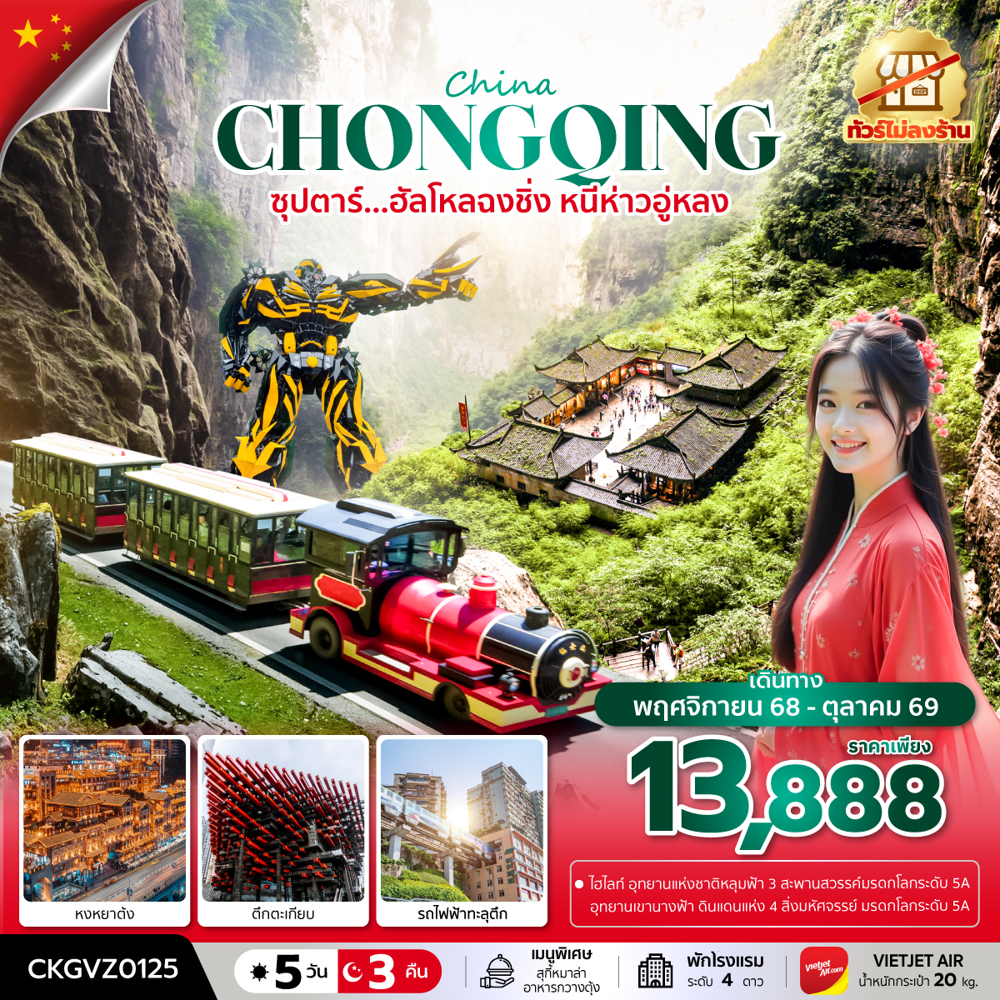 China
CHONGQING
ซุปตาร์...ฮัลโหลฉงชิ่ง หนีห่าวอู่หลง
SHOP
ทัวร์ไม่ลงร้าน
เดินทาง
พฤศจิกายน 68 - ตุลาคม 69
ราคาเพียง
13,888
หงหยาต้ง
ตึกตะเกียบ
รถไฟฟ้าทะลุตึก
• ไฮไลท์ อุทยานแห่งชาติหลุมฟ้า 3 สะพานสวรรค์มรดกโลกระดับ 5A
อุทยานเขานางฟ้า ดินแดนแห่ง 4 สิ่งมหัศจรรย์ มรดกโลกระดับ 5A
CKGVZ0125
5 วัน 3 คืน
เมนูพิเศษ
สุกี้หมาล่า
อาหารกวางตุ้ง
พักโรงแรม
ระดับ 4 ดาว
vietjet Air.com
VIETJET AIR
น้ำหนักกระเป๋า 20 kg.